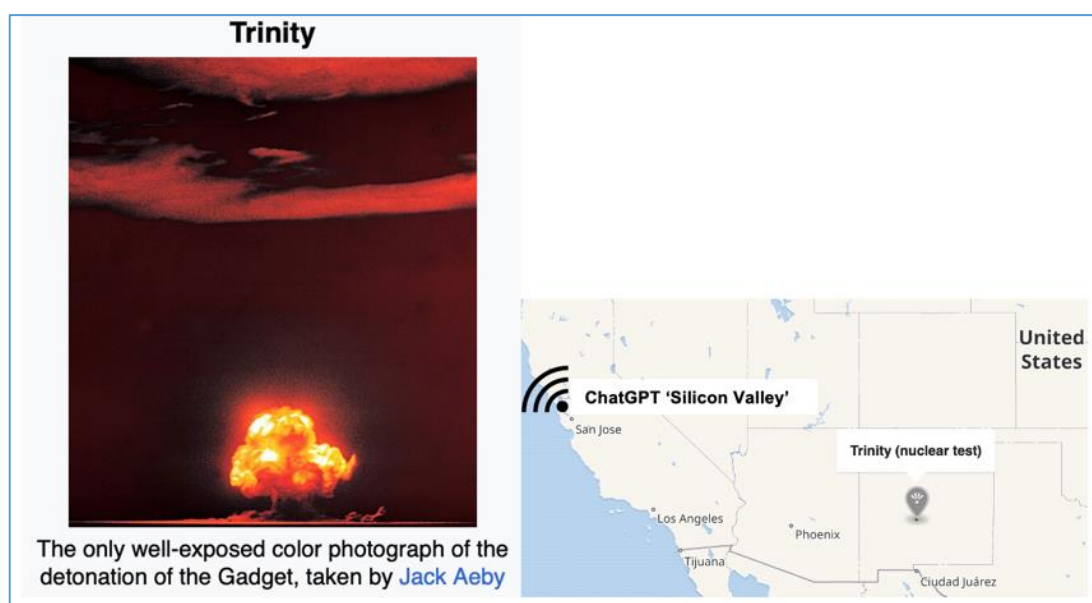 Trinity
The only well-exposed color photograph of the
detonation of the Gadget, taken by Jack Aeby
United
States
ChatGPT ‘Silicon Valley’
San Jose
Trinity (nuclear test)
Los Angeles
Phoenix
Tijuana
Ciudad Juárez